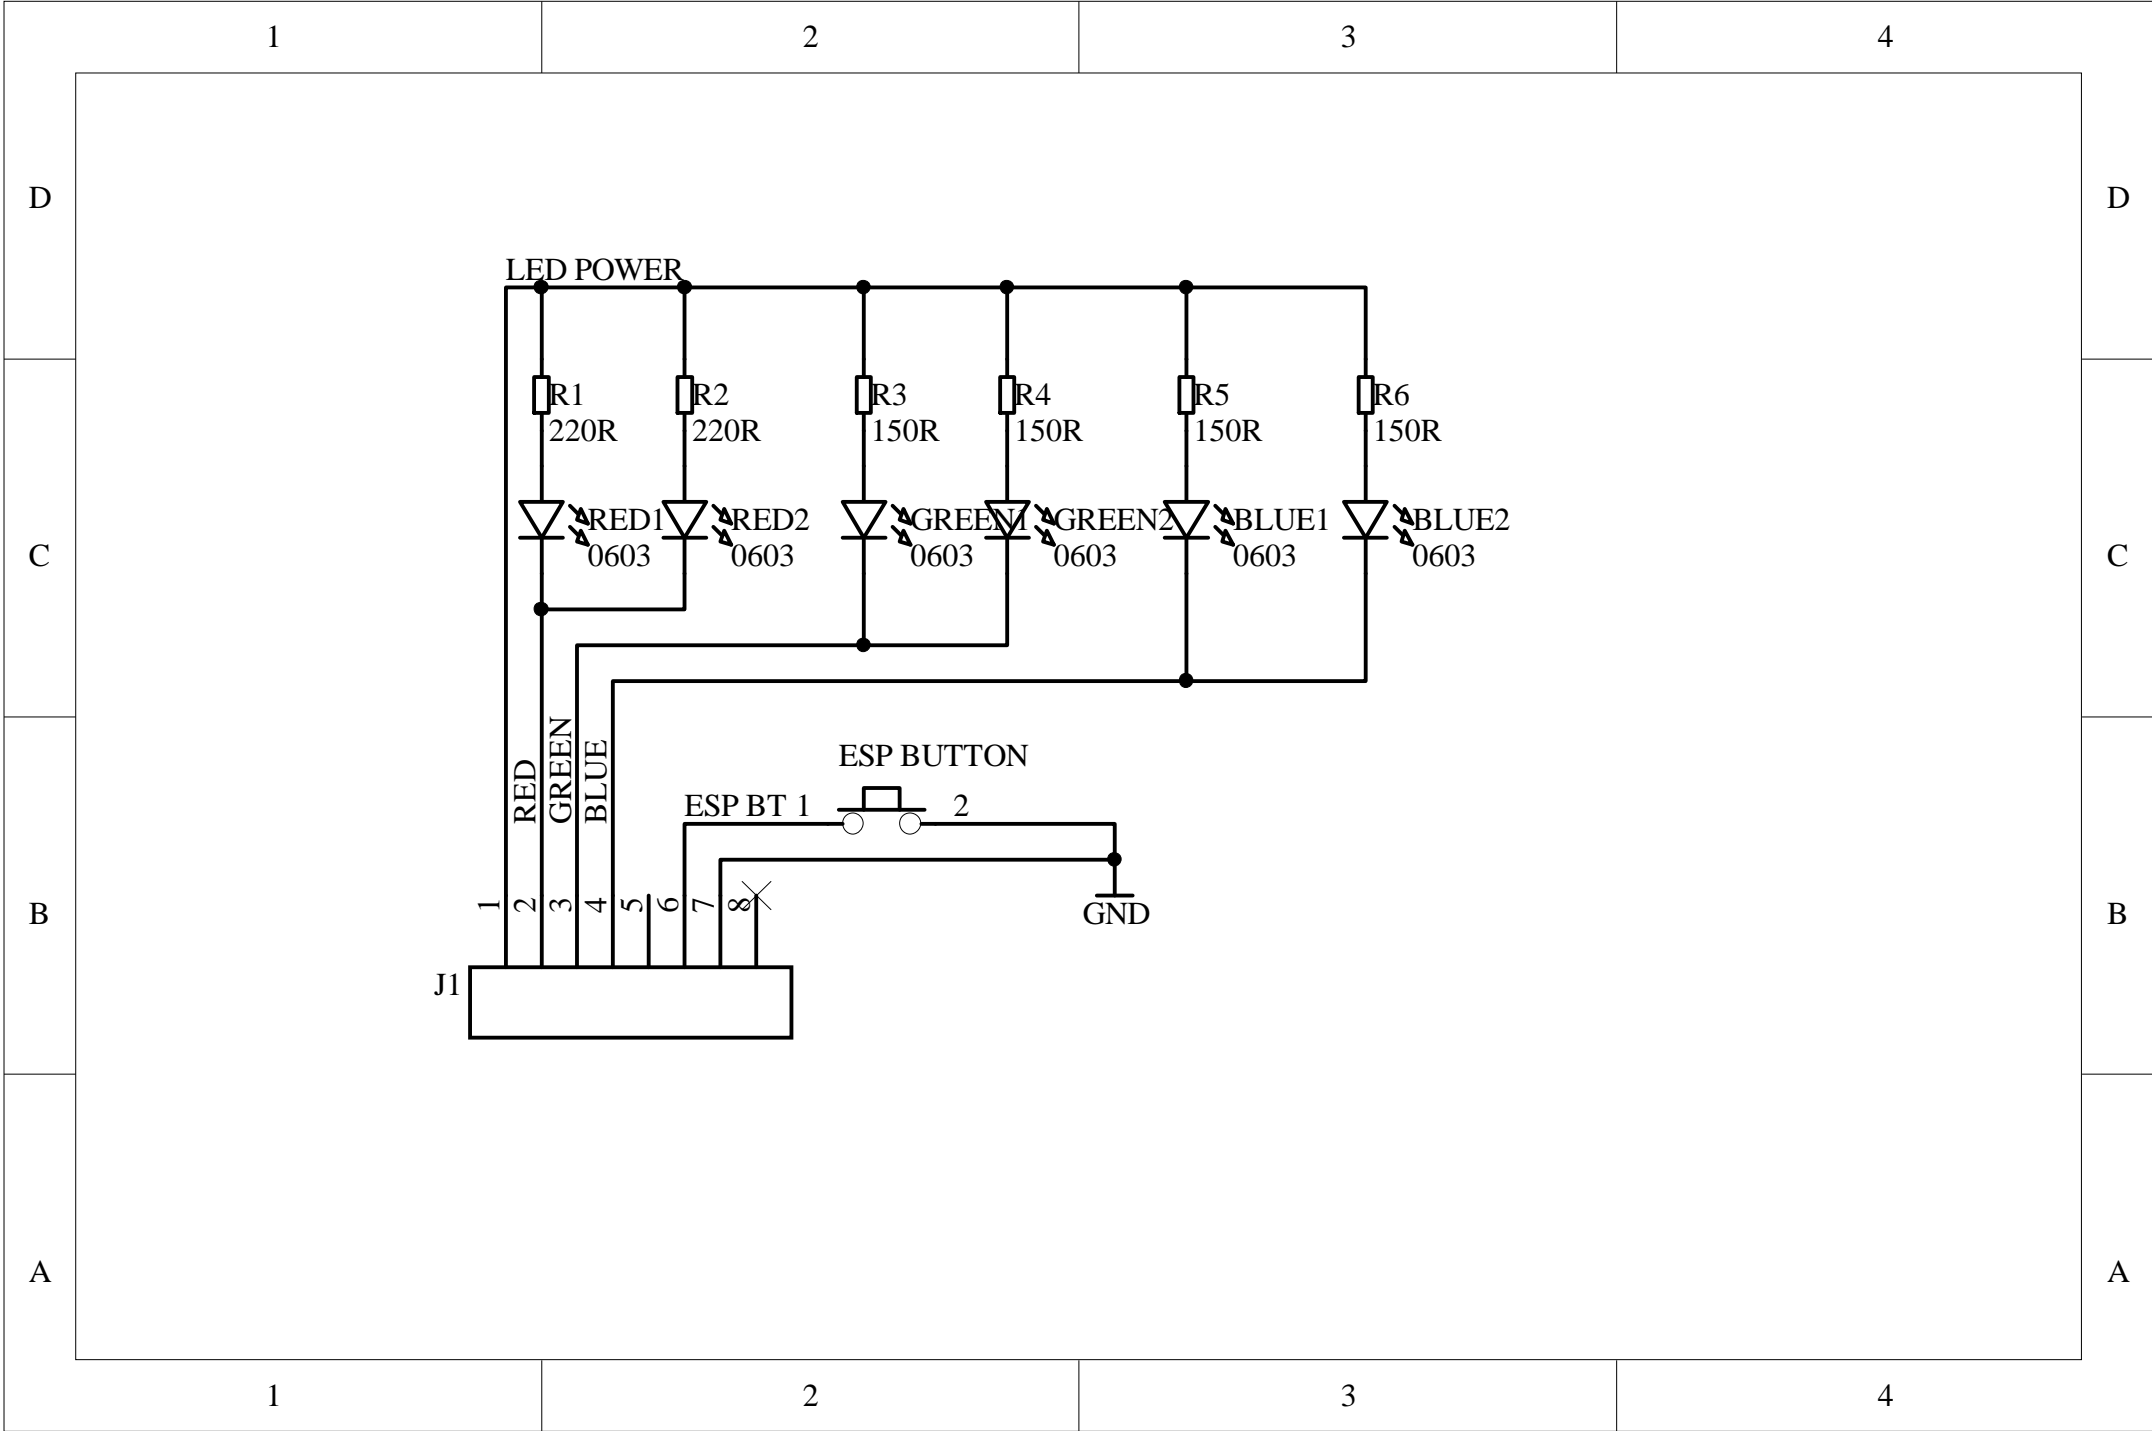 1 2 3 4
D D
LED POWER
R1 R2 R3 R4 R5 R6
220R 220R 150R 150R 150R 150R
RED1 RED2 GREEN1 GREEN2 BLUE1 BLUE2
0603 0603 0603 0603 0603 0603
C C
RED
GREEN
BLUE
ESP BUTTON
ESP BT 1 2
1 2 3 4 5 6 7 8
GND
B B
J1
A A
1 2 3 4